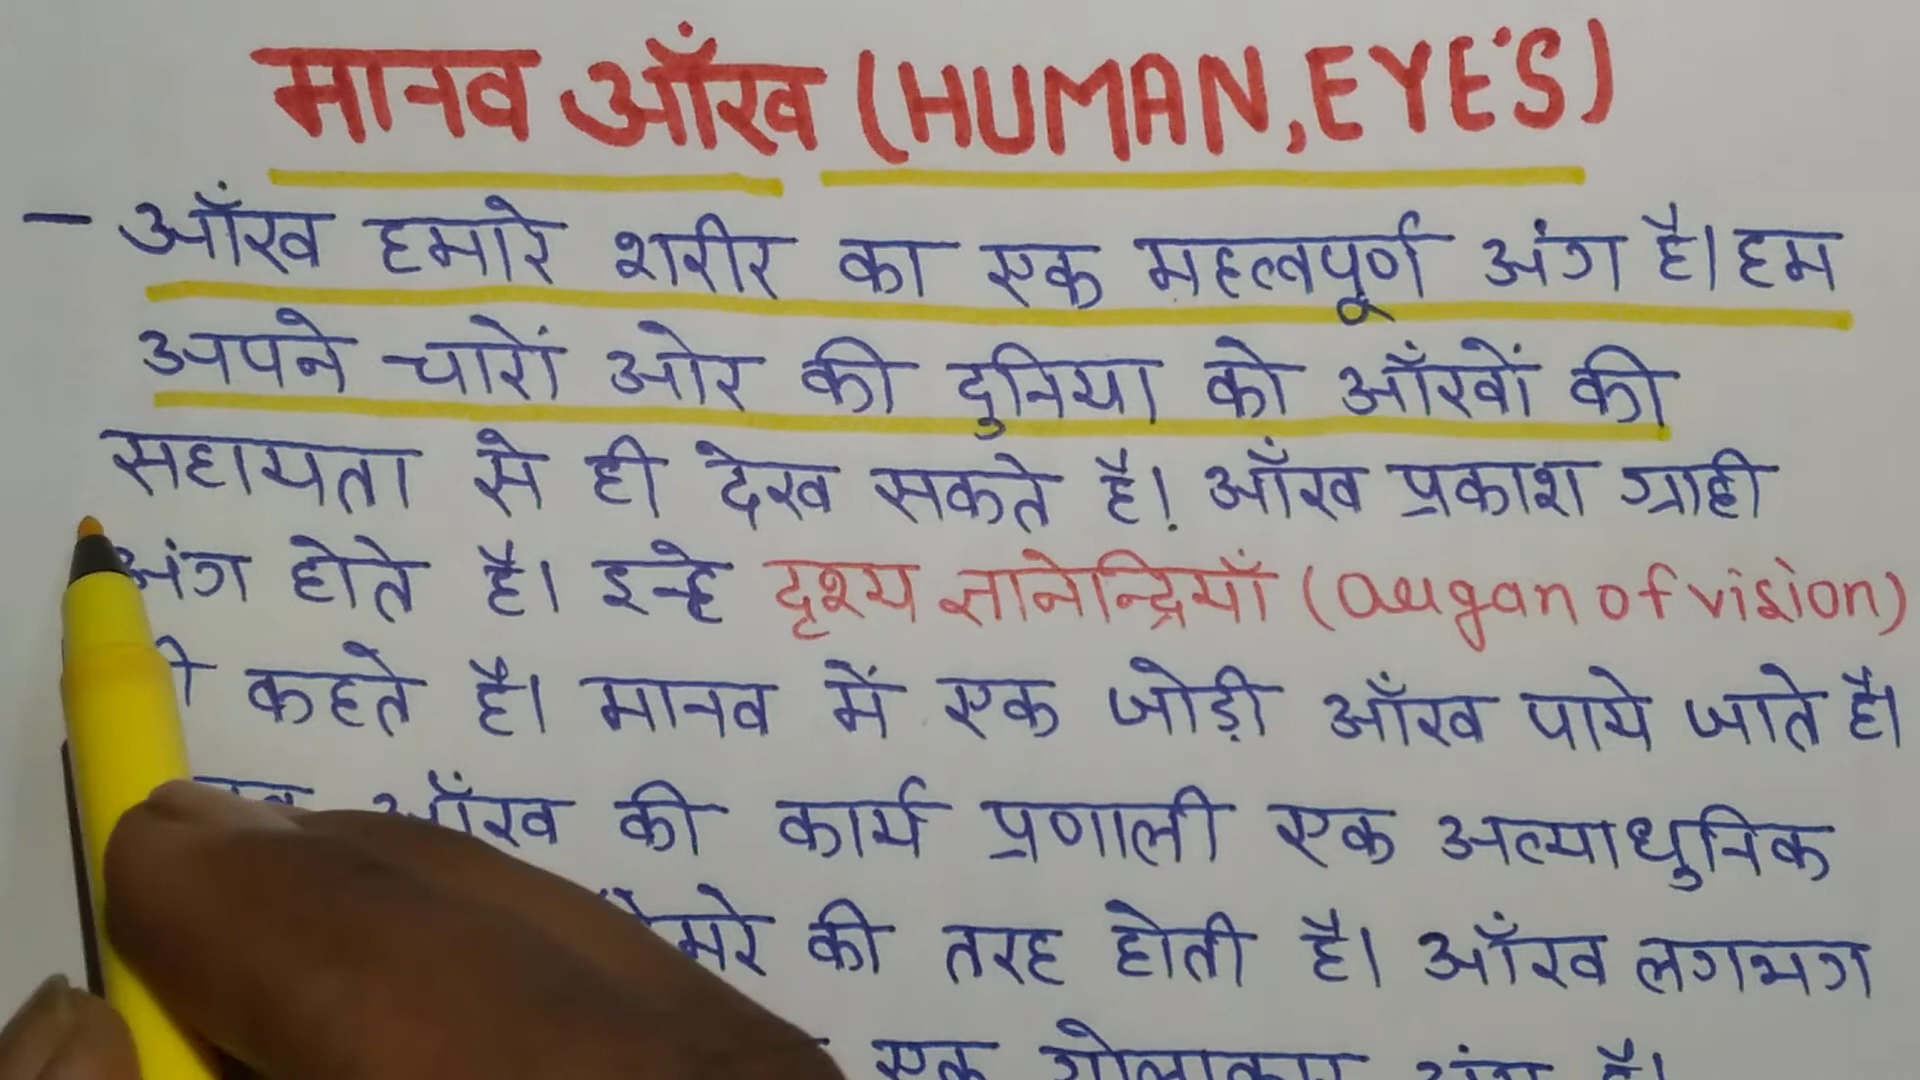 मानव आँख (HUMAN, EYE'S)
- आँख हमारे शरीर का एक महत्वपूर्ण अंग है। हम
अपने चारों ओर की दुनिया को आँखों की
सहायता से ही देख सकते है। आँख प्रकाश ग्राही
अंग होते है। इन्हे दृश्य ज्ञानेन्द्रियाँ (Ougan of vision)
कहते है। मानव में एक जोड़ी आँख पाये जाते है।
आँख की कार्य प्रणाली एक अत्याधुनिक
की तरह होती है। आँख लगभग
एक गोलाकार अंग है।